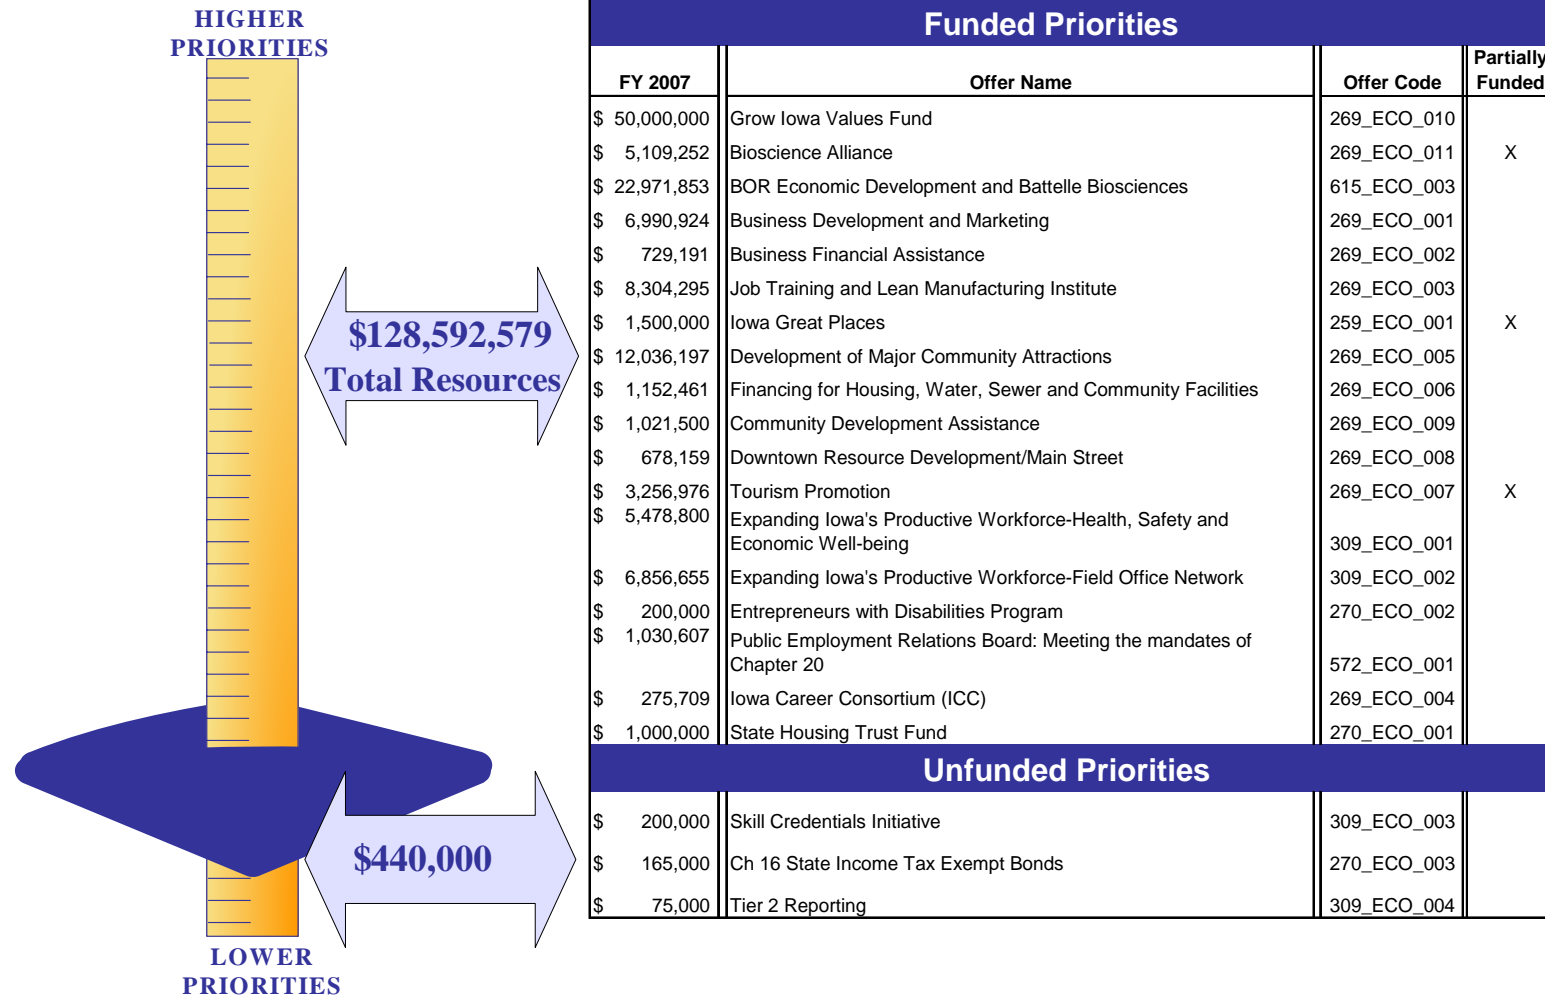 HIGHER
PRIORITIES
$128,592,579
Total Resources
$440,000
LOWER
PRIORITIES
Funded Priorities
FY 2007 Offer Name Offer Code Partially Funded
$ 50,000,000 Grow Iowa Values Fund 269_ECO_010
$ 5,109,252 Bioscience Alliance 269_ECO_011 X
$ 22,971,853 BOR Economic Development and Battelle Biosciences 615_ECO_003
$ 6,990,924 Business Development and Marketing 269_ECO_001
$ 729,191 Business Financial Assistance 269_ECO_002
$ 8,304,295 Job Training and Lean Manufacturing Institute 269_ECO_003
$ 1,500,000 Iowa Great Places 259_ECO_001 X
$ 12,036,197 Development of Major Community Attractions 269_ECO_005
$ 1,152,461 Financing for Housing, Water, Sewer and Community Facilities 269_ECO_006
$ 1,021,500 Community Development Assistance 269_ECO_009
$ 678,159 Downtown Resource Development/Main Street 269_ECO_008
$ 3,256,976 Tourism Promotion 269_ECO_007 X
$ 5,478,800 Expanding Iowa's Productive Workforce-Health, Safety and
Economic Well-being 309_ECO_001
$ 6,856,655 Expanding Iowa's Productive Workforce-Field Office Network 309_ECO_002
$ 200,000 Entrepreneurs with Disabilities Program 270_ECO_002
$ 1,030,607 Public Employment Relations Board: Meeting the mandates of
Chapter 20 572_ECO_001
$ 275,709 Iowa Career Consortium (ICC) 269_ECO_004
$ 1,000,000 State Housing Trust Fund 270_ECO_001
Unfunded Priorities
$ 200,000 Skill Credentials Initiative 309_ECO_003
$ 165,000 Ch 16 State Income Tax Exempt Bonds 270_ECO_003
$ 75,000 Tier 2 Reporting 309_ECO_004